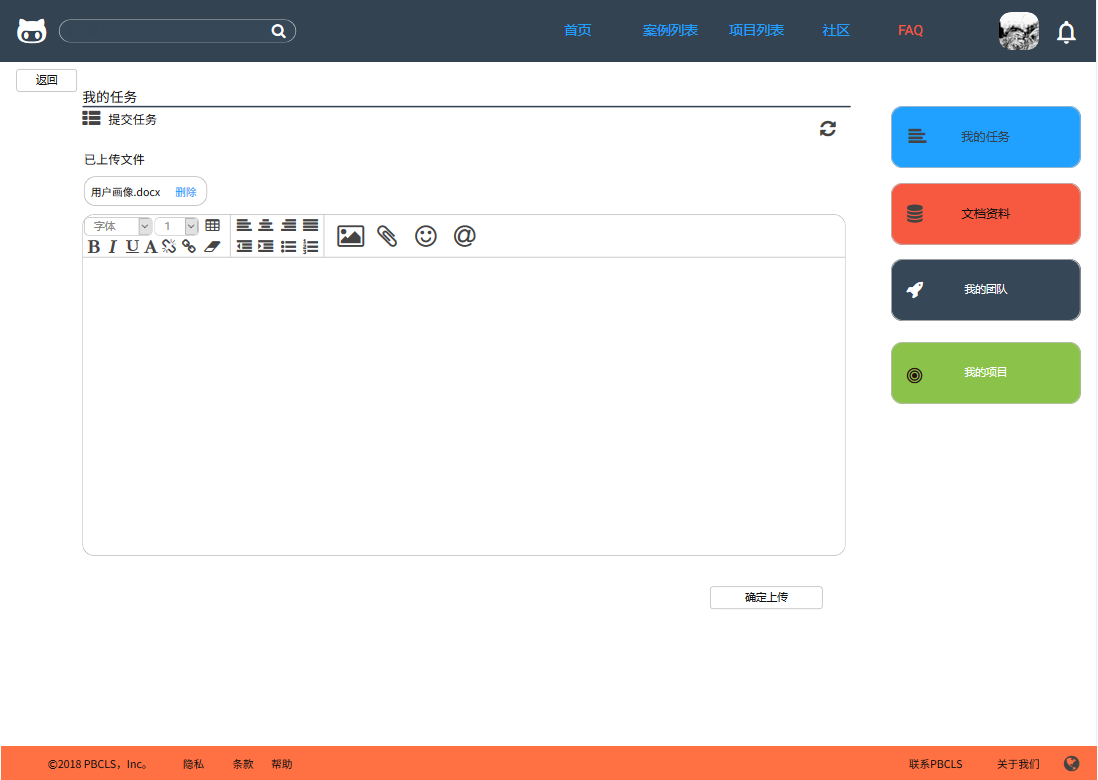 首页 案例列表 项目列表 社区 FAQ
返回
我的任务
提交任务
已上传文件
用户画像.docx 删除
字体 1
B I U A
@
我的任务
文档资料
我的团队
我的项目
确定上传
©2018 PBCLS，Inc。 隐私 条款 帮助 联系PBCLS 关于我们